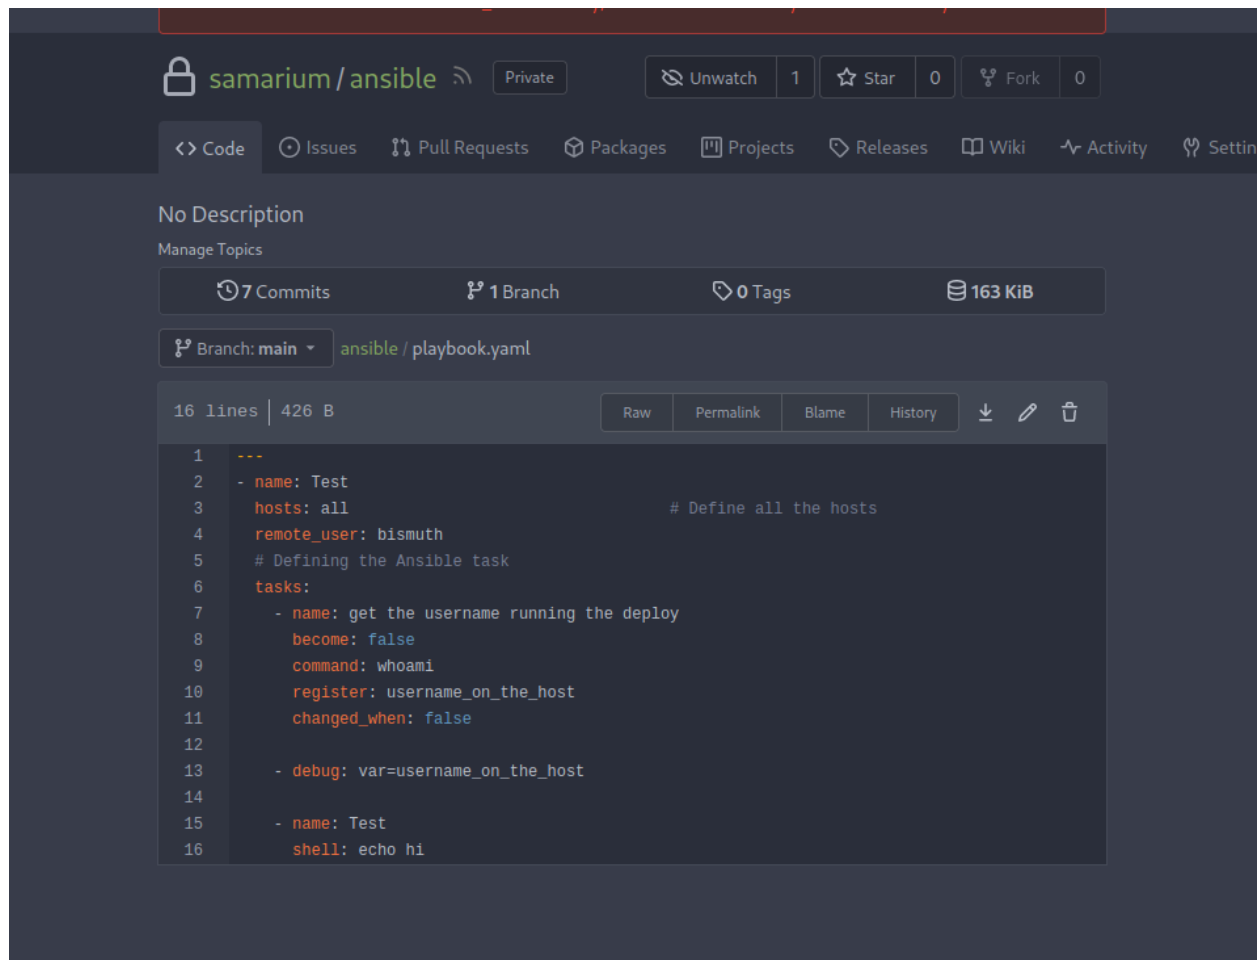 samarium / ansible Private Unwatch 1 Star 0 Fork 0
Code Issues Pull Requests Packages Projects Releases Wiki Activity
No Description
Manage Topics
7 Commits 1 Branch 0 Tags 163 KiB
Branch: main ansible / playbook.yaml
16 lines 426 B Raw Permalink Blame History
1 ---
2 - name: Test
3 hosts: all # Define all the hosts
4 remote_user: bismuth
5 # Defining the Ansible task
6 tasks:
7 - name: get the username running the deploy
8 become: false
9 command: whoami
10 register: username_on_the_host
11 changed_when: false
12
13 - debug: var=username_on_the_host
14
15 - name: Test
16 shell: echo hi